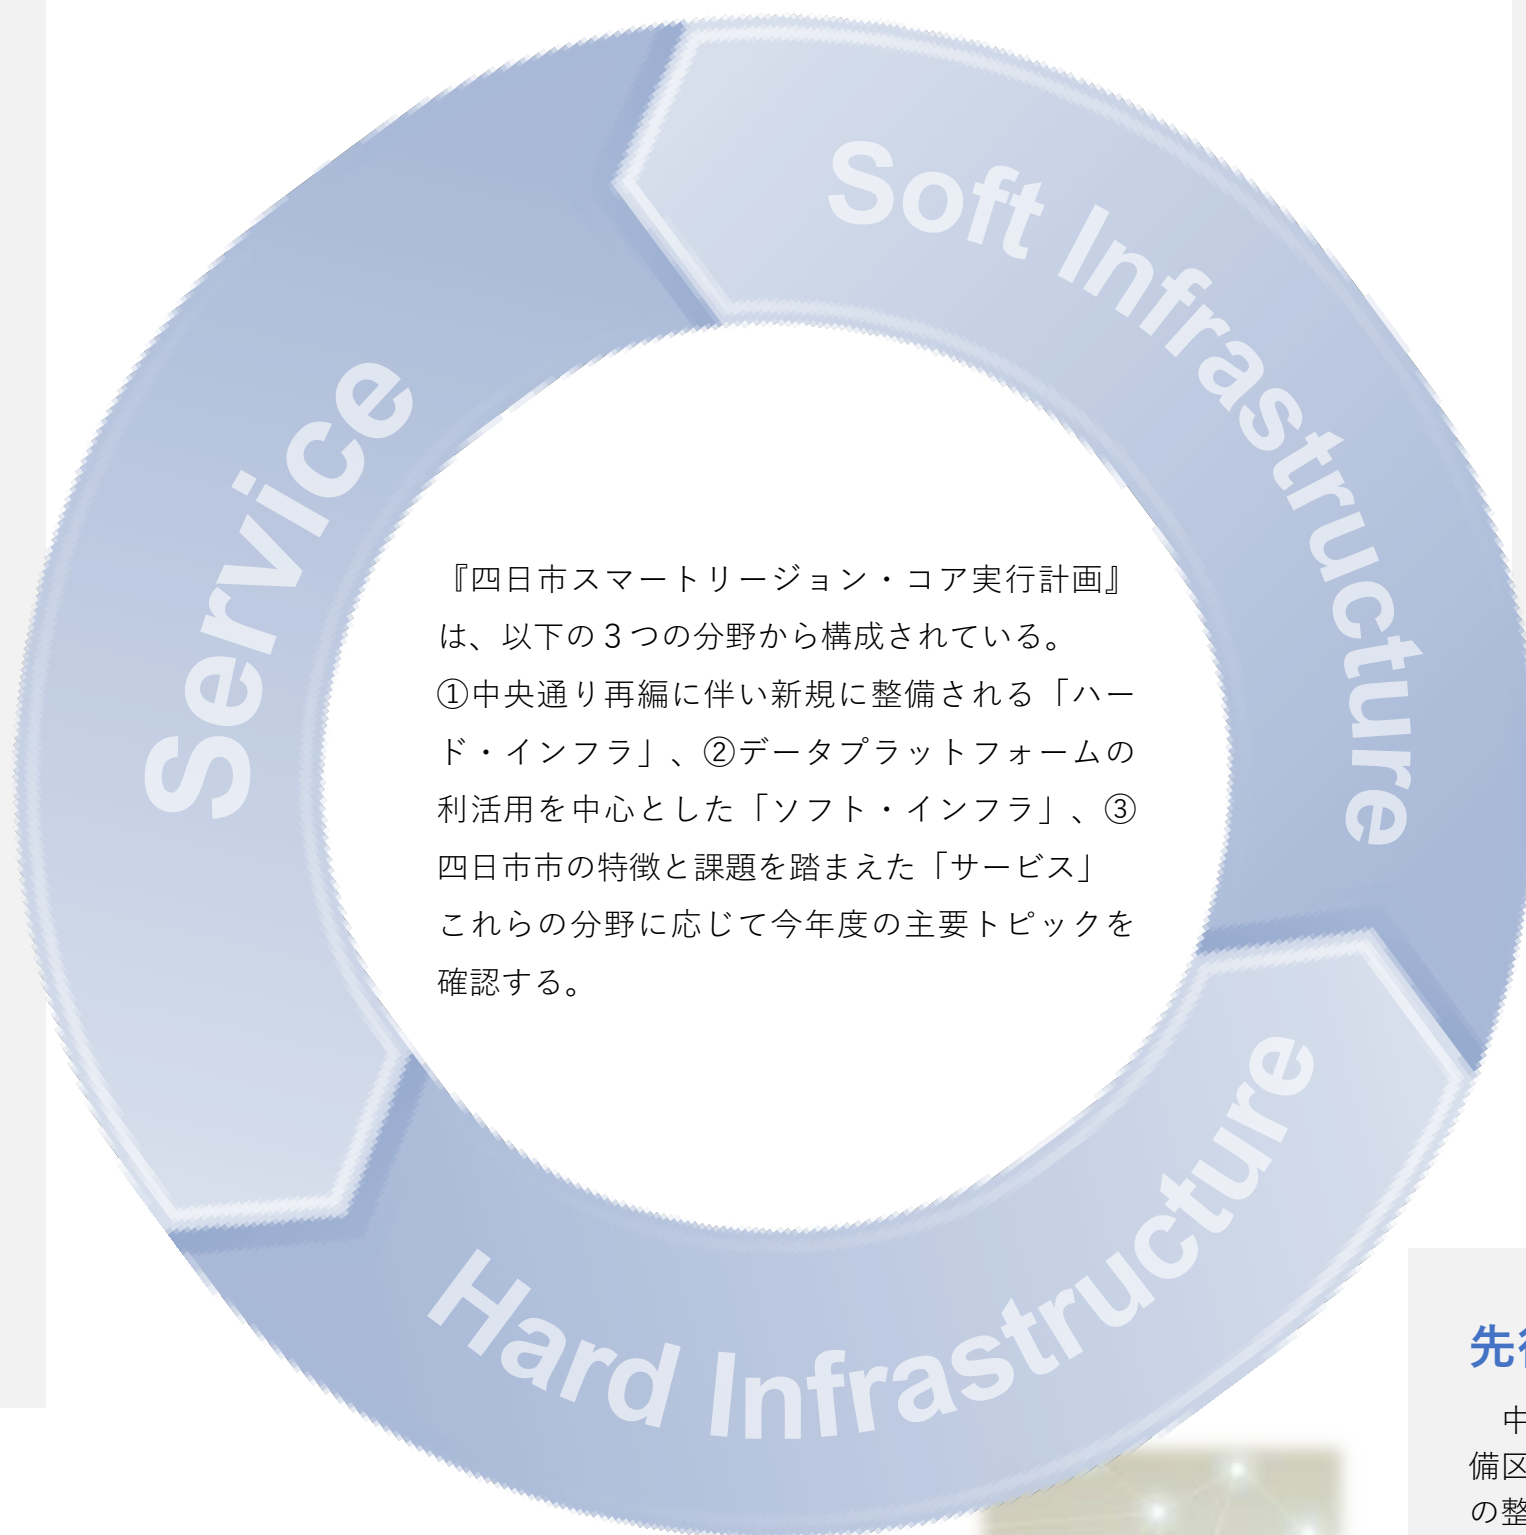 Soft Infrastructure
Service
『四日市スマートリージョン・コア実行計画』
は、以下の3つの分野から構成されている。
①中央通り再編に伴い新規に整備される「ハー
ド・インフラ」、②データプラットフォームの
利活用を中心とした「ソフト・インフラ」、③
四日市市の特徴と課題を踏まえた「サービス」
これらの分野に応じて今年度の主要トピックを
確認する。
Hard Infrastructure
先
中
備区
の整